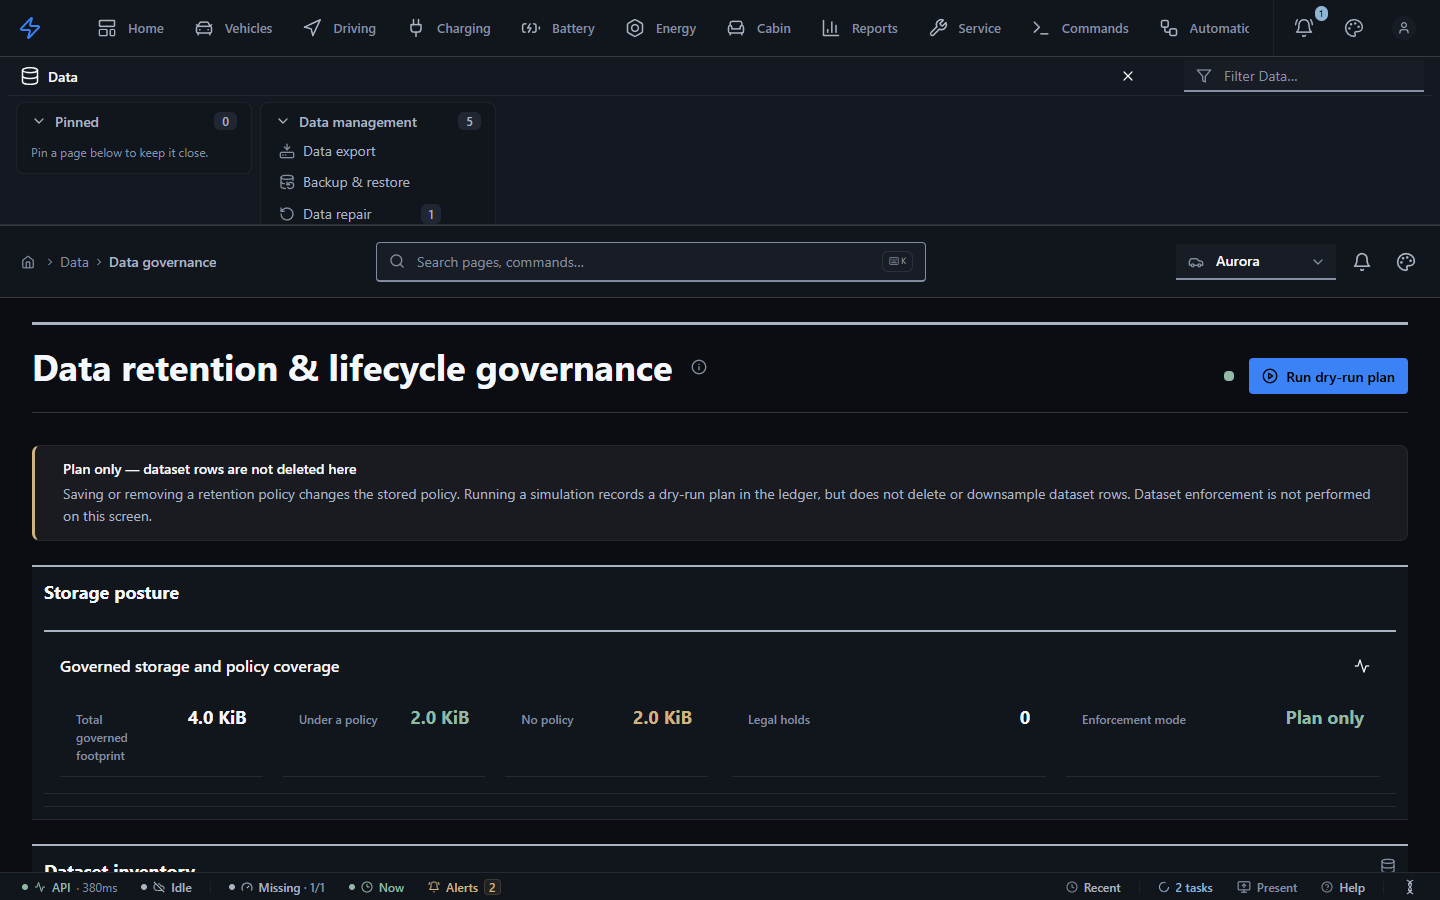 Home
Vehicles
Driving
Charging
Battery
Energy
Cabin
Reports
Service
Commands
Automatic
1
Data
Filter Data...
Pinned
0
Pin a page below to keep it close.
Data management
5
Data export
Backup & restore
Data repair
1
Data
Data governance
Search pages, commands...
K
Aurora
Data retention & lifecycle governance
Run dry-run plan
Plan only — dataset rows are not deleted here
Saving or removing a retention policy changes the stored policy. Running a simulation records a dry-run plan in the ledger, but does not delete or downsample dataset rows. Dataset enforcement is not performed
on this screen.
Storage posture
Governed storage and policy coverage
Total
governed
footprint
4.0 KiB
Under a policy
2.0 KiB
No policy
2.0 KiB
Legal holds
0
Enforcement mode
Plan only
Dataset inventory
API · 380ms
Idle
Missing · 1/1
Now
Alerts 2
Recent
2 tasks
Present
Help